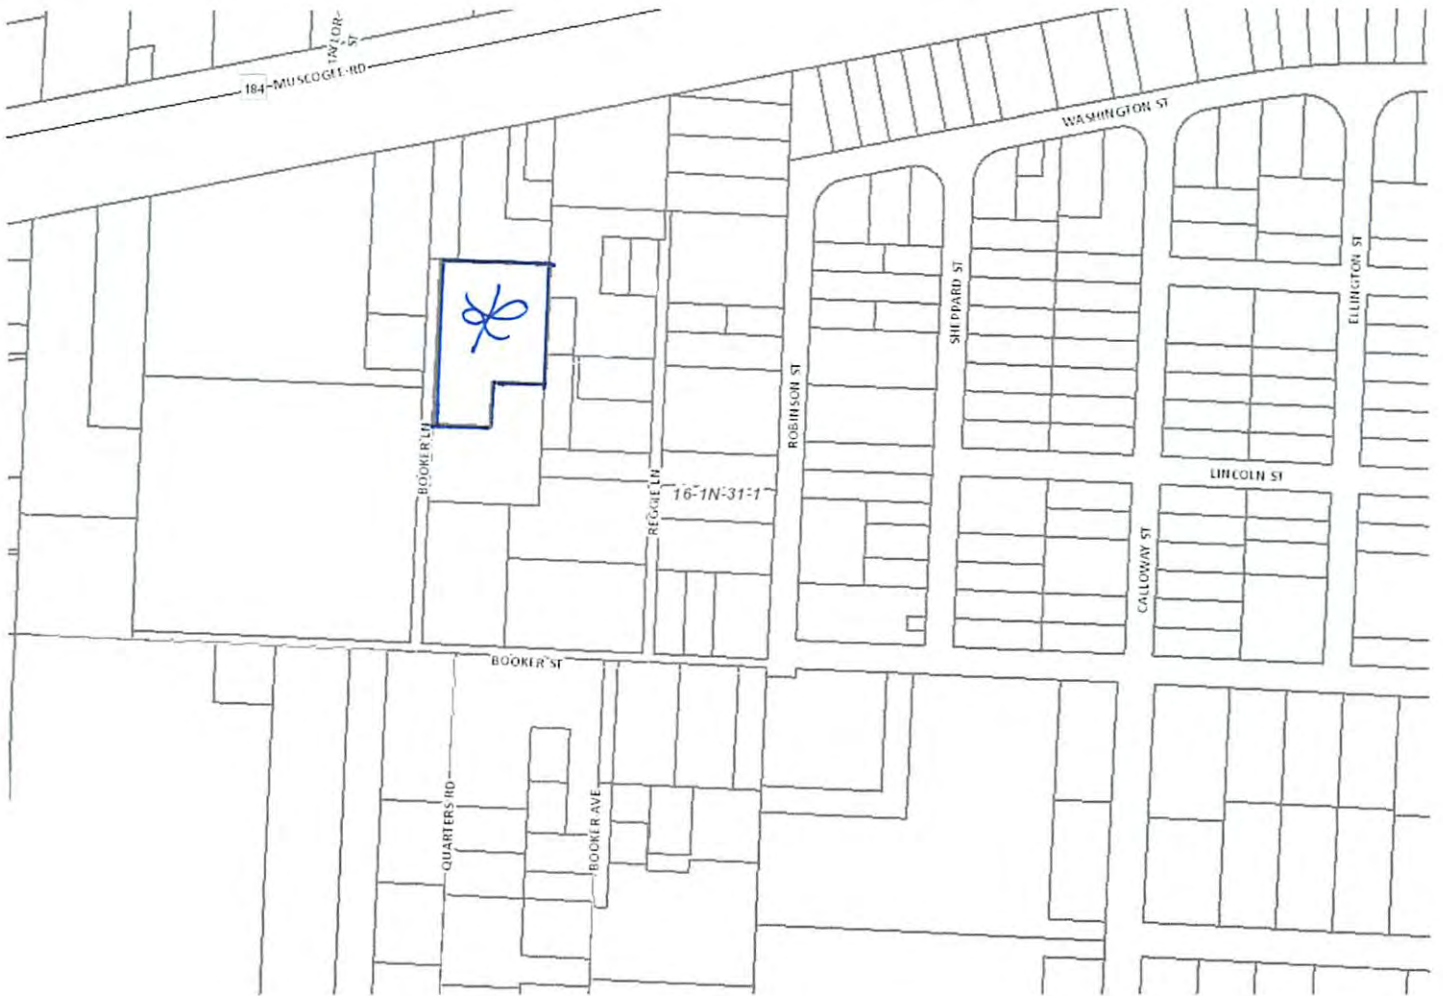 TAYLOR ST
184 MUSCOGEE RD
WASHINGTON ST
ELLINGTON ST
SHEPPARD ST
ROBINSON ST
BOOKER LN
REGGIE LN
16-1N-31-1
LINCOLN ST
CALLOWAY ST
BOOKER ST
QUARTERS RD
BOOKER AVE